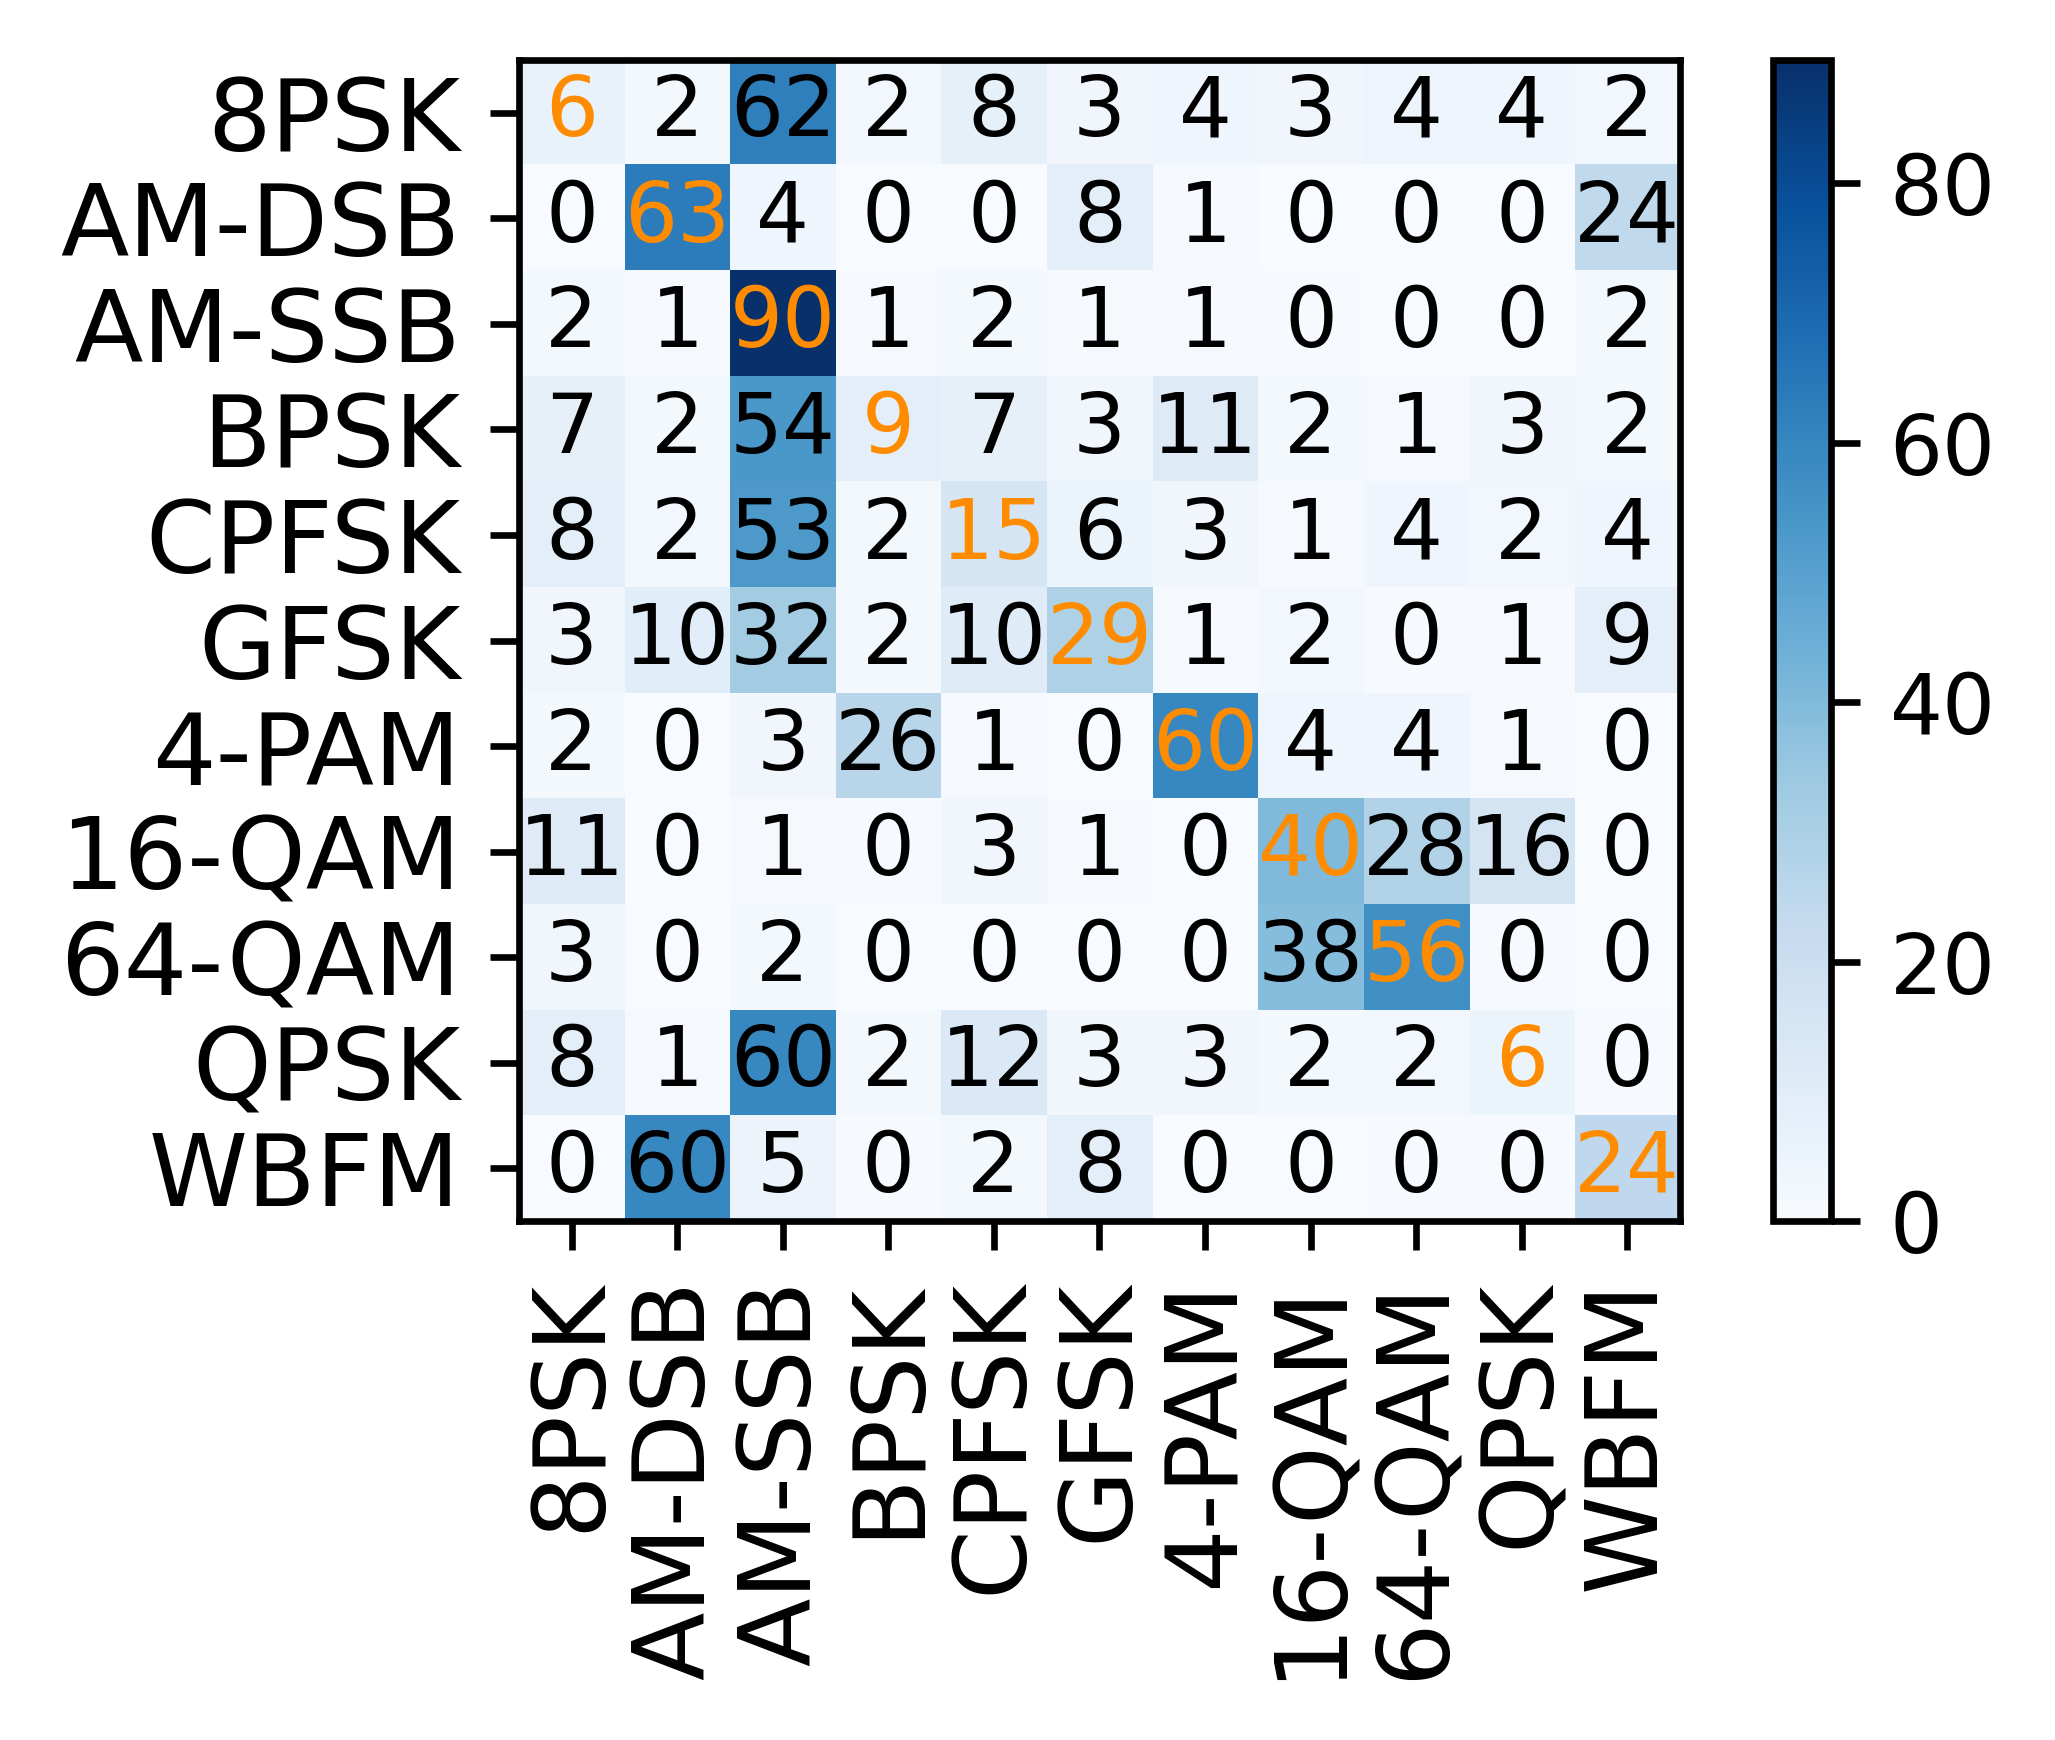 8PSK 6 2 62 2 8 3 4 3 4 4 2
AM-DSB 0 63 4 0 0 8 1 0 0 0 24
AM-SSB 2 1 90 1 2 1 1 0 0 0 2
BPSK 7 2 54 9 7 3 11 2 1 3 2
CPFSK 8 2 53 2 15 6 3 1 4 2 4
GFSK 3 10 32 2 10 29 1 2 0 1 9
4-PAM 2 0 3 26 1 0 60 4 4 1 0
16-QAM 11 0 1 0 3 1 0 40 28 16 0
64-QAM 3 0 2 0 0 0 0 38 56 0 0
QPSK 8 1 60 2 12 3 3 2 2 6 0
WBFM 0 60 5 0 2 8 0 0 0 0 24
8PSK
AM-DSB
AM-SSB
BPSK
CPFSK
GFSK
4-PAM
16-QAM
64-QAM
QPSK
WBFM
80
60
40
20
0